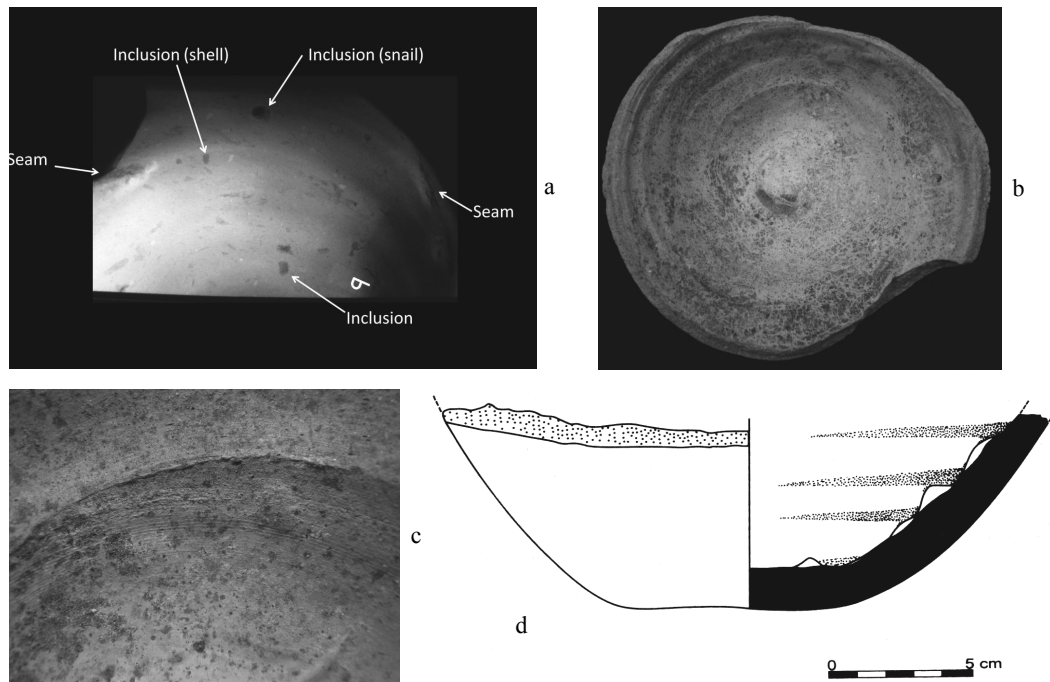 Inclusion (shell)
Inclusion (snail)
Seam
Seam
Inclusion
b
a
b
c
d
0
5 cm